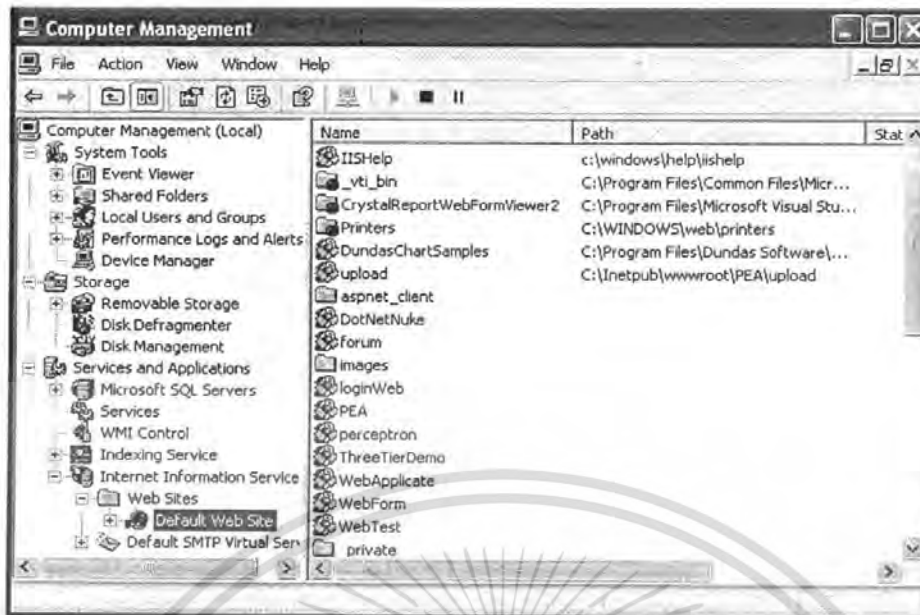 Computer Management
File Action View Window Help
Computer Management (Local)
System Tools
Event Viewer
Shared Folders
Local Users and Groups
Performance Logs and Alerts
Device Manager
Storage
Removable Storage
Disk Defragmenter
Disk Management
Services and Applications
Microsoft SQL Servers
Services
WMI Control
Indexing Service
Internet Information Service
Web Sites
Default Web Site
Default SMTP Virtual Serv
Name Path Stat
IISHelp c:\windows\help\iishelp
_vti_bin C:\Program Files\Common Files\Micr...
CrystalReportWebFormViewer2 C:\Program Files\Microsoft Visual Stu...
Printers C:\WINDOWS\web\printers
DundasChartSamples C:\Program Files\Dundas Software\...
upload C:\Inetpub\wwwroot\PEA\upload
aspnet_client
DotNetNuke
forum
images
loginWeb
PEA
perceptron
ThreeTierDemo
WebApplicate
WebForm
WebTest
_private